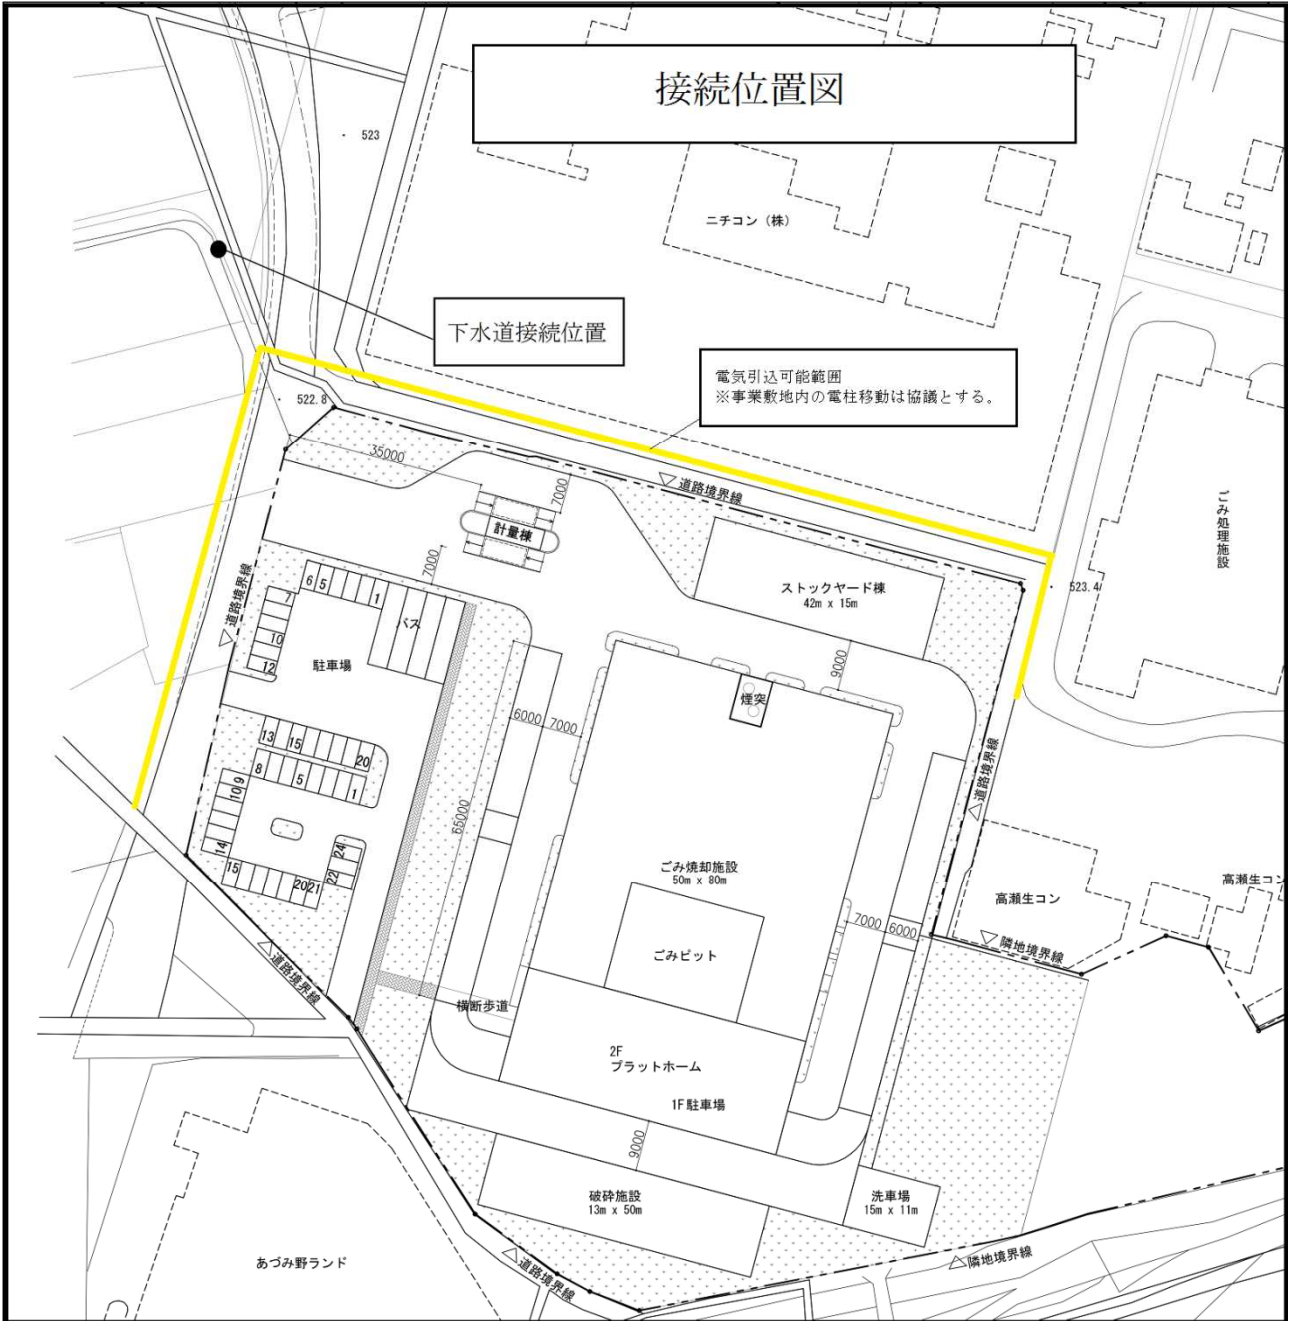 接続位置図
・ 523
ニチコン（株）
下水道接続位置
電気引込可能範囲
※事業敷地内の電柱移動は協議とする。
・ 522.8
35000
7000
道路境界線
計量棟
7000
ごみ処理施設
ストックヤード棟
42m x 15m
・ 523.4
道路境界線
6 5 1
バス
7
10
12
駐車場
9000
煙突
6000 7000
13 15 20
8 5 1
9
10
14
15 20 21
22
24
65000
道路境界線
ごみ焼却施設
50m x 80m
高瀬生コン
高瀬生コン
7000 6000
隣地境界線
ごみピット
道路境界線
横断歩道
2F
プラットホーム
1F駐車場
9000
破砕施設
13m x 50m
洗車場
15m x 11m
あづみ野ランド
道路境界線
隣地境界線